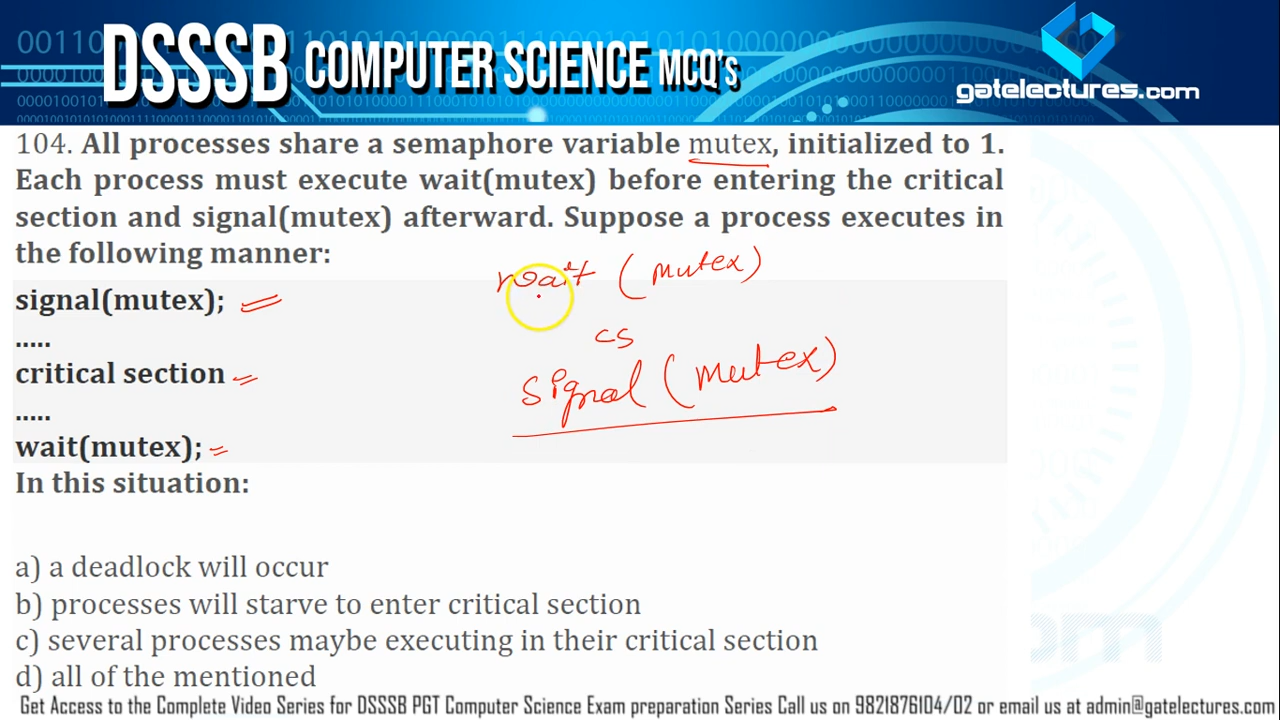 DSSSB COMPUTER SCIENCE MCQ's
gatelectures.com
104. All processes share a semaphore variable mutex, initialized to 1.
Each process must execute wait(mutex) before entering the critical
section and signal(mutex) afterward. Suppose a process executes in
the following manner:
wait (mutex)
signal(mutex);
.....
cs
critical section
signal (mutex)
.....
wait(mutex);
In this situation:
a) a deadlock will occur
b) processes will starve to enter critical section
c) several processes maybe executing in their critical section
d) all of the mentioned
Get Access to the Complete Video Series for DSSSB PGT Computer Science Exam preparation Series Call us on 9821876104/02 or email us at admin@gatelectures.com